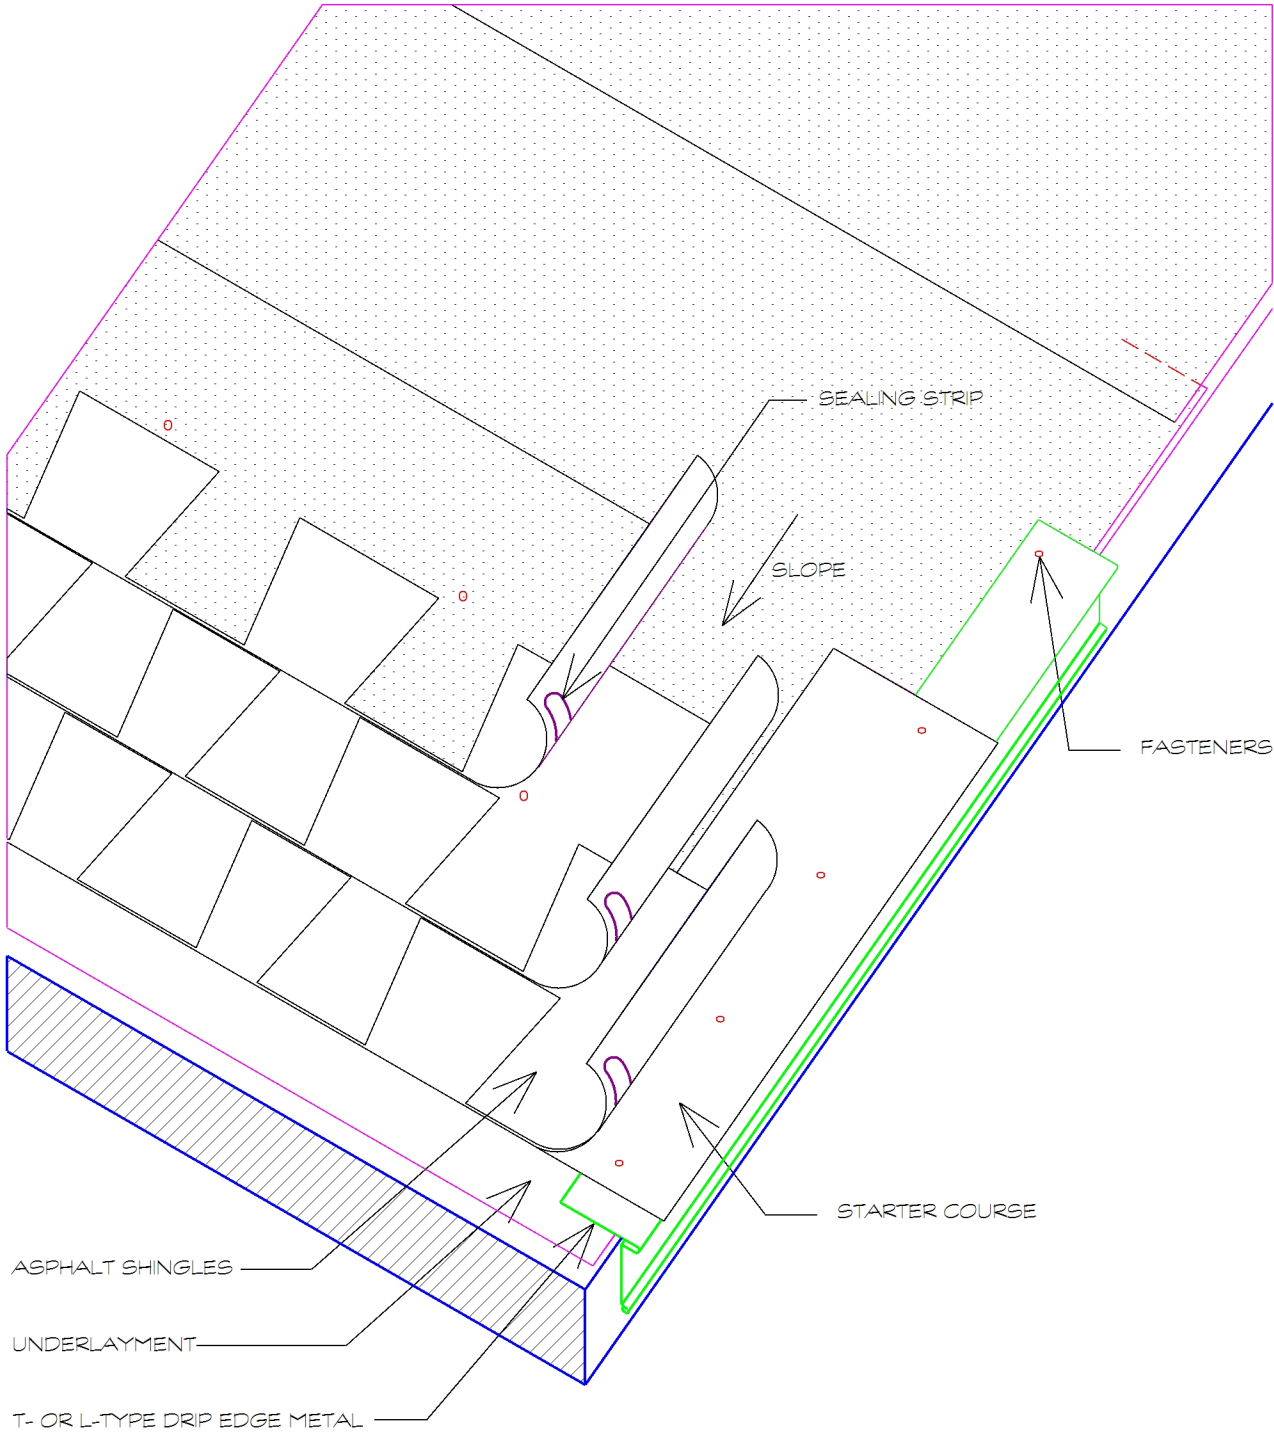 SEALING STRIP
SLOPE
FASTENERS
STARTER COURSE
ASPHALT SHINGLES
UNDERLAYMENT
T- OR L-TYPE DRIP EDGE METAL